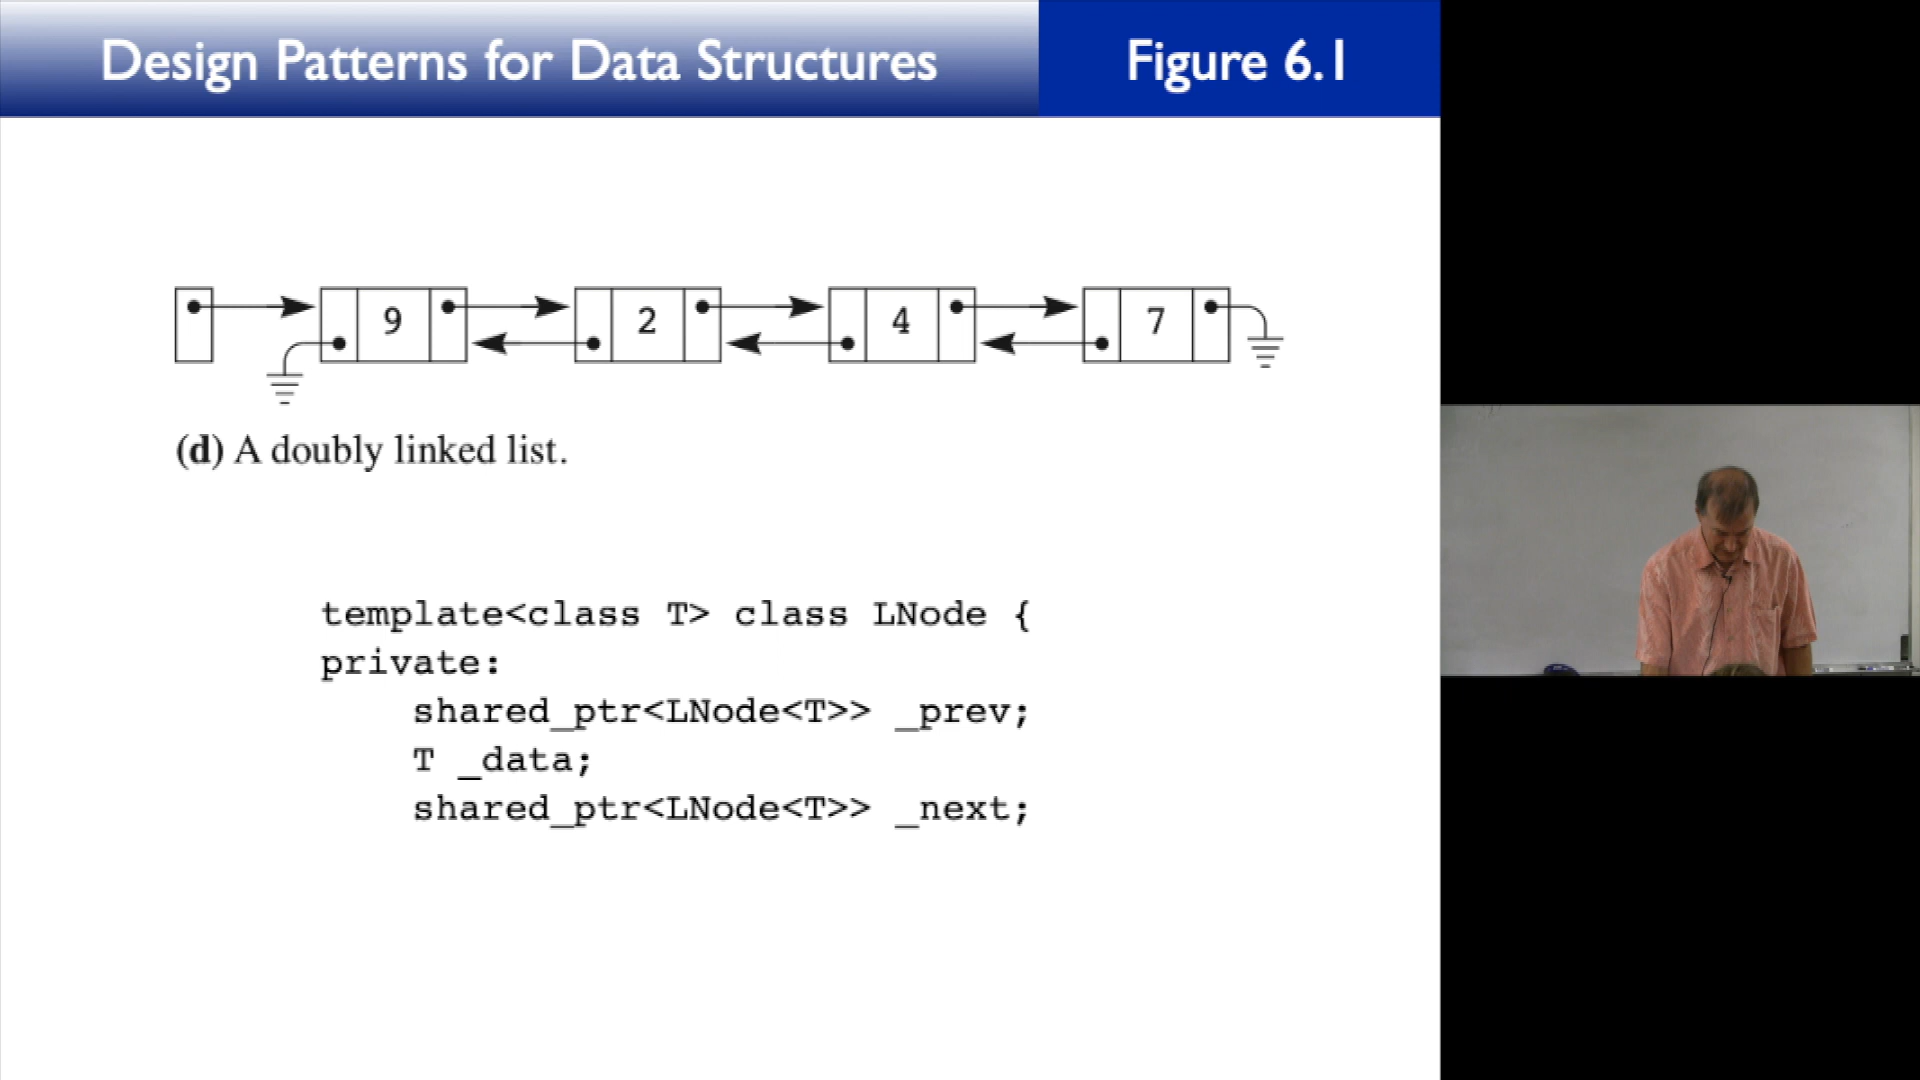 Design Patterns for Data Structures
Figure 6.1
9 2 4 7
(d) A doubly linked list.
template<class T> class LNode {
private:
shared_ptr<LNode<T>> _prev;
T _data;
shared_ptr<LNode<T>> _next;